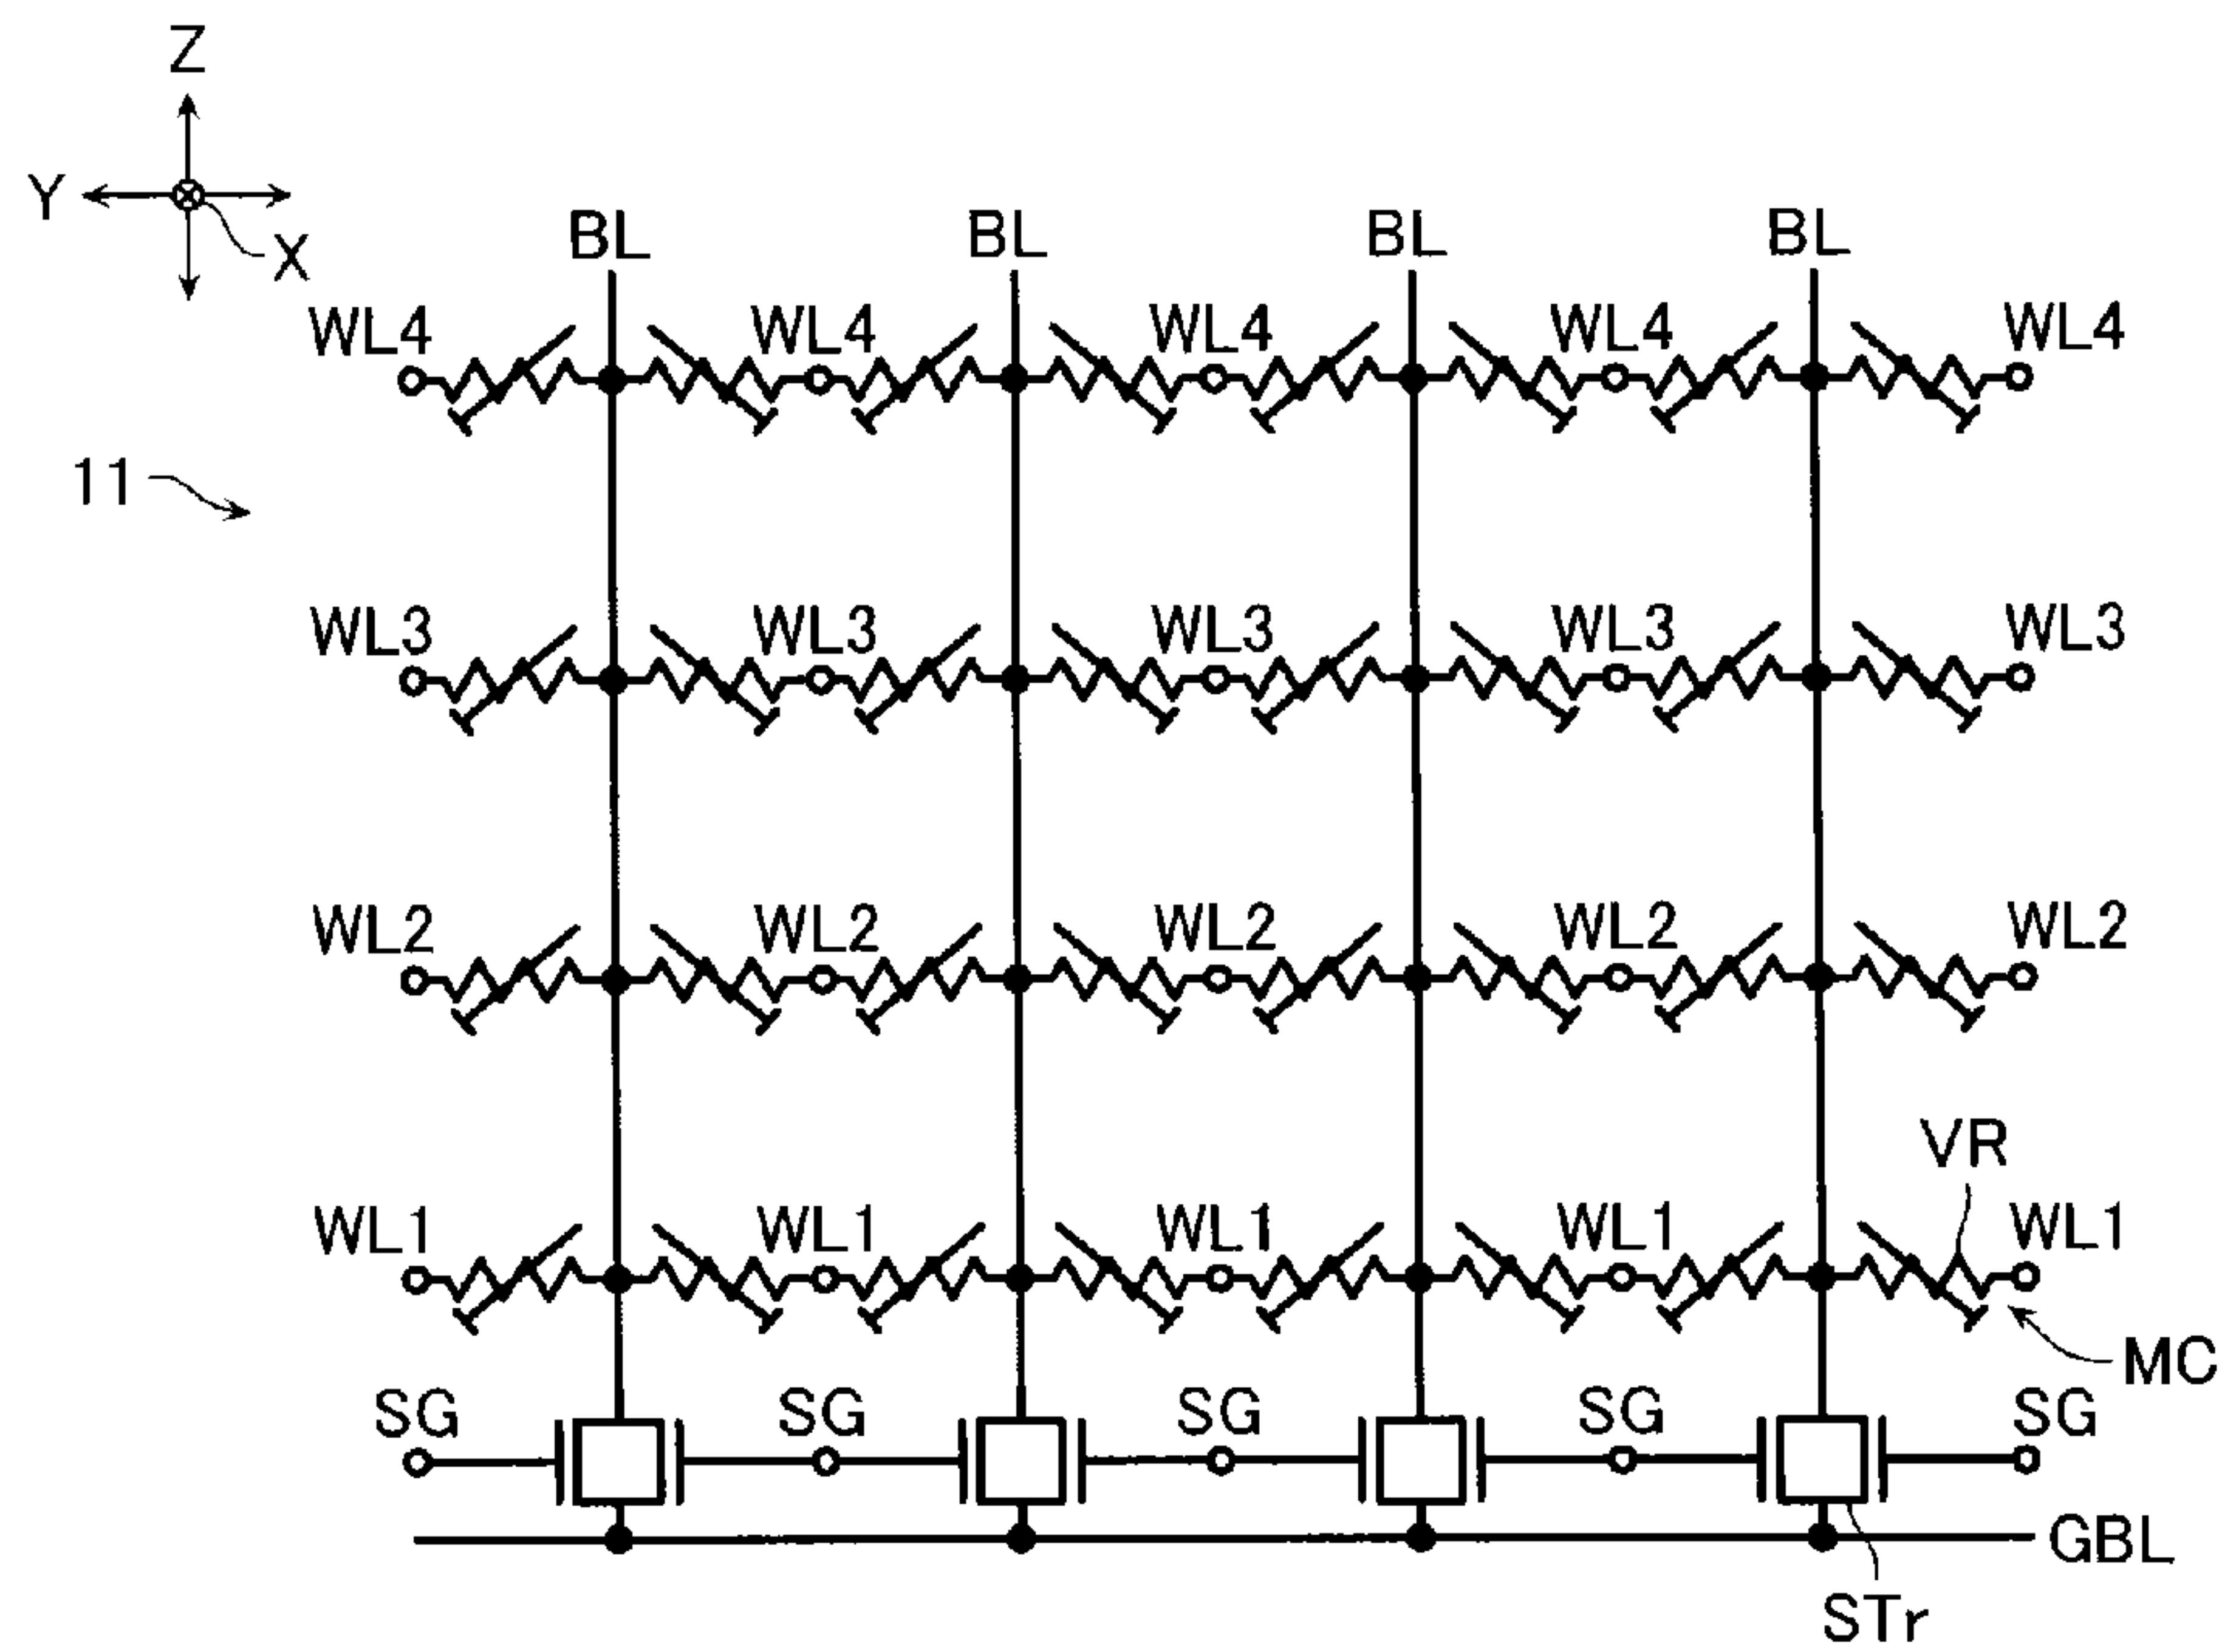 Z
Y
X
BL BL BL BL
WL4 WL4 WL4 WL4 WL4
11
WL3 WL3 WL3 WL3 WL3
WL2 WL2 WL2 WL2 WL2
VR
WL1 WL1 WL1 WL1 WL1
MC
SG SG SG SG SG
GBL
STr